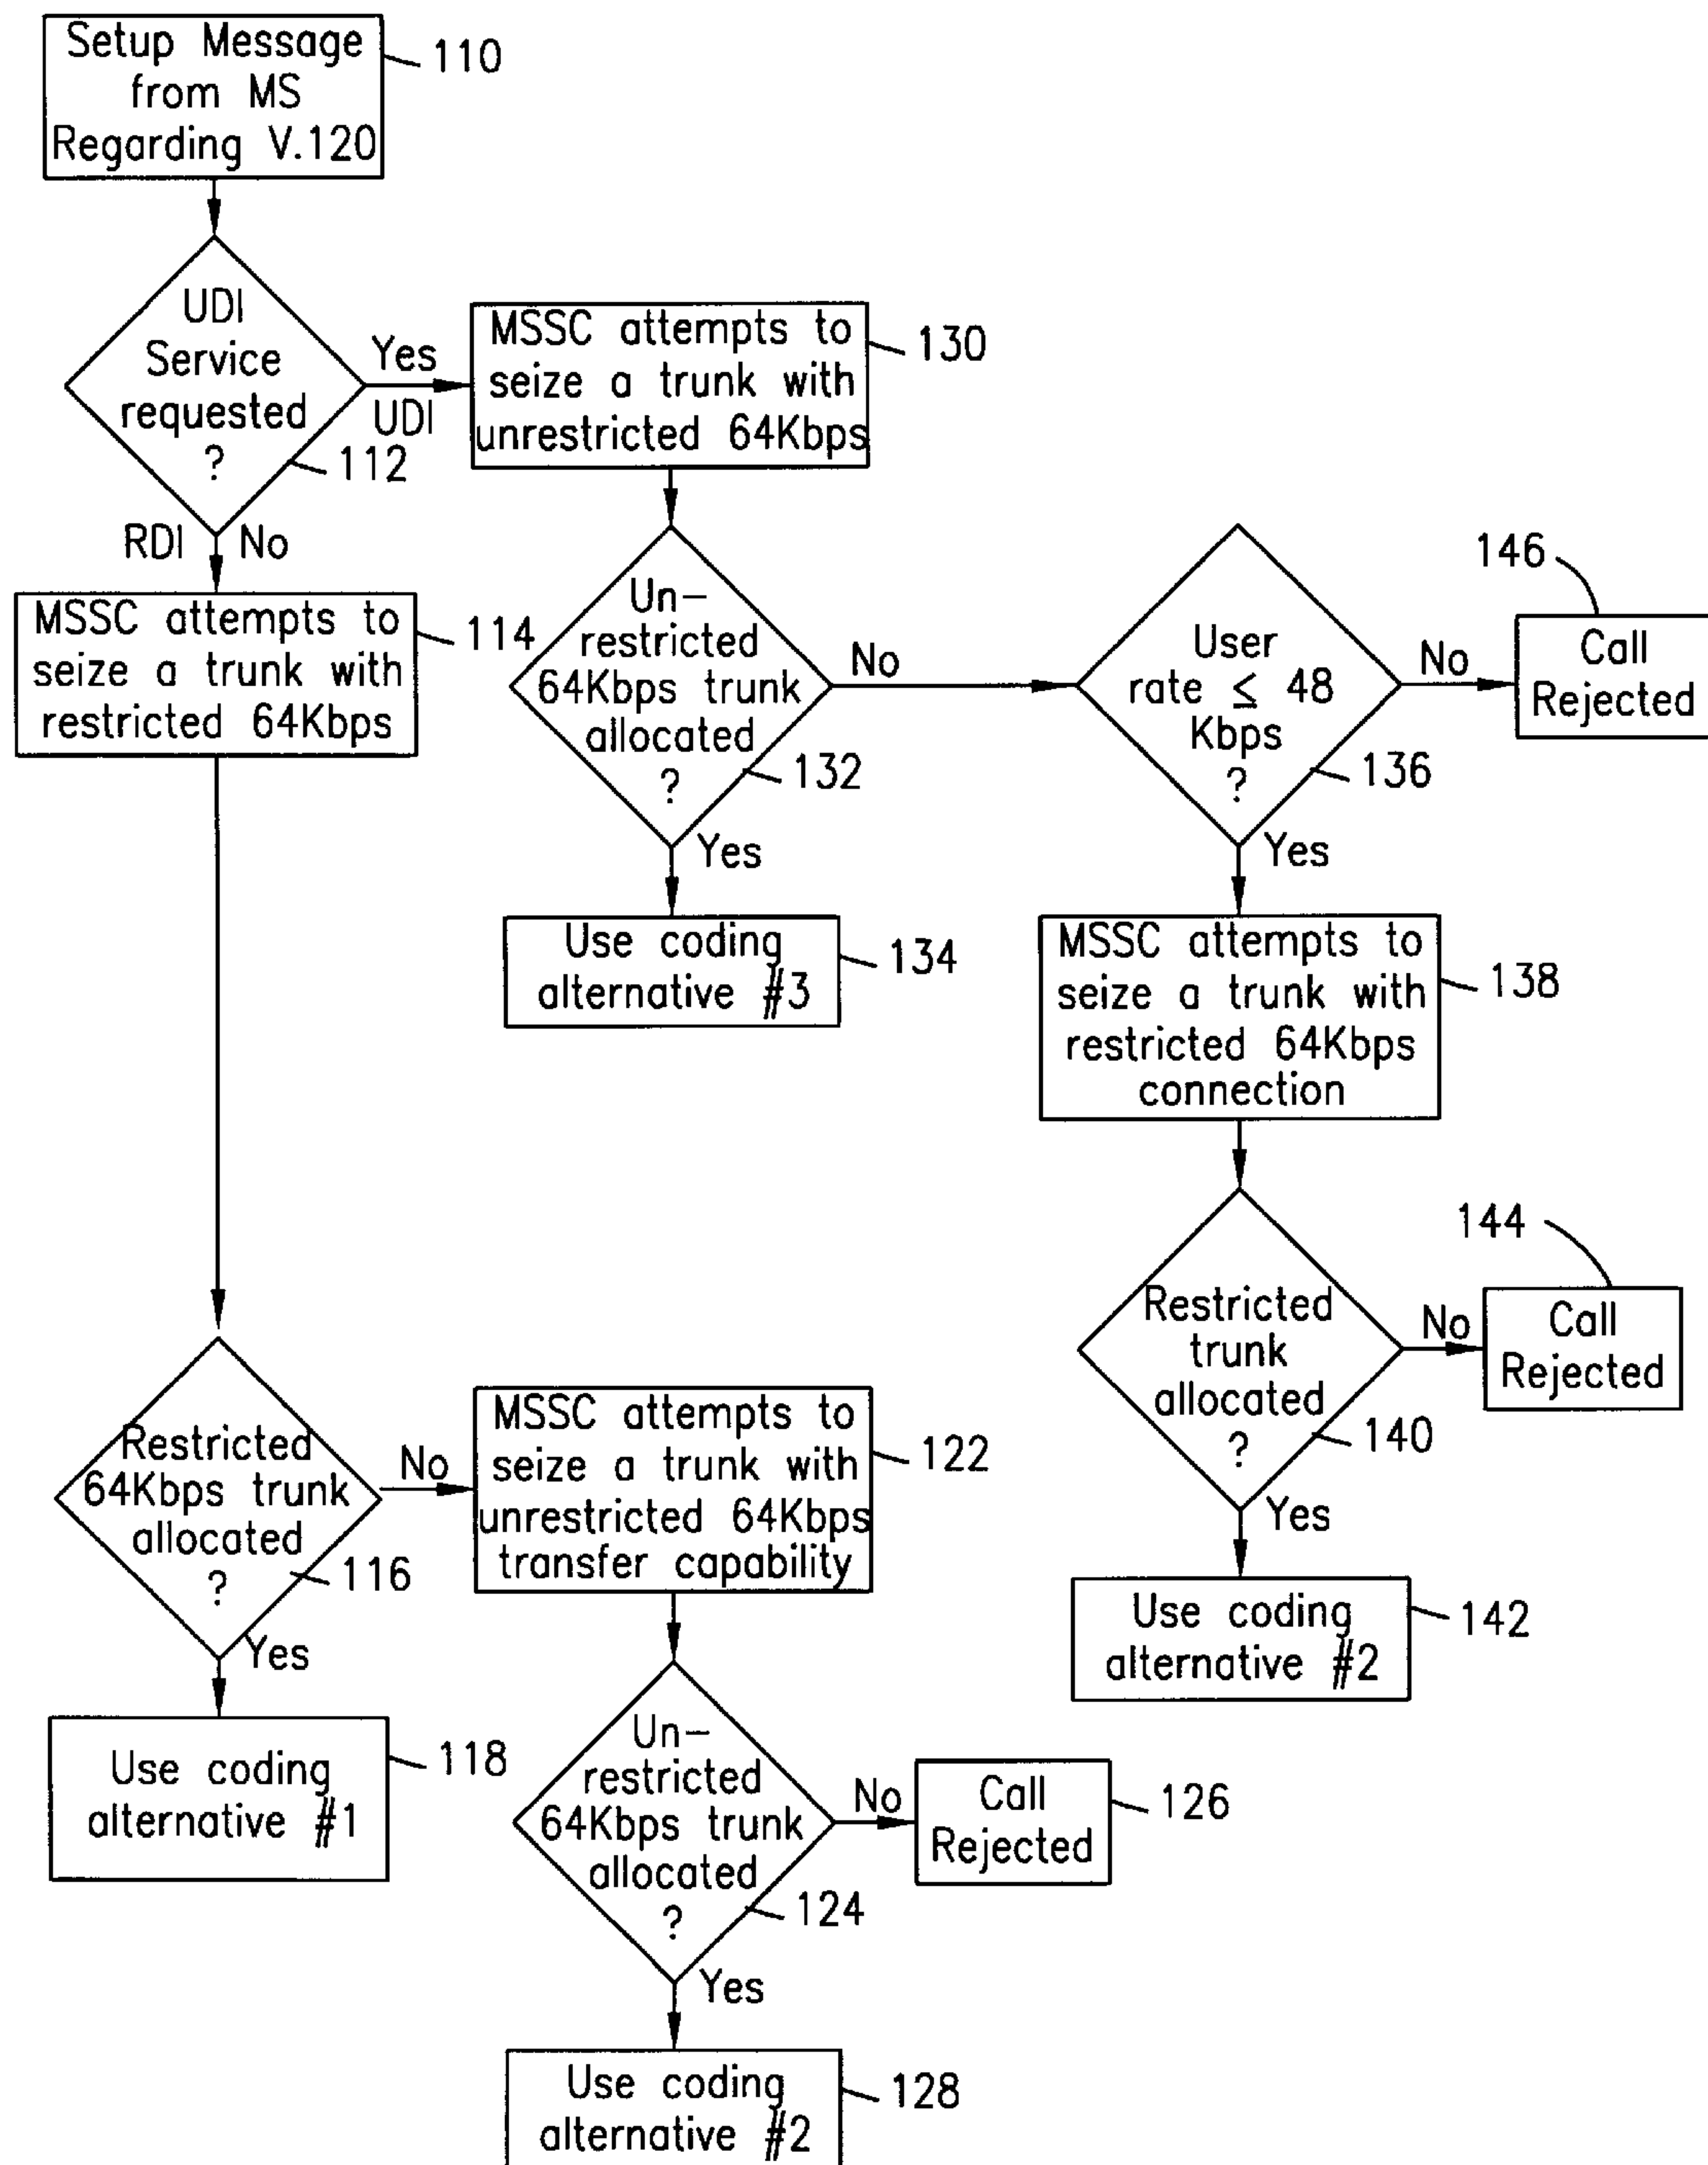 Setup Message
from MS
Regarding V.120
110
UDI
Service
requested
?
112
Yes
UDI
RDI No
MSSC attempts to
seize a trunk with
unrestricted 64Kbps
130
MSSC attempts to
seize a trunk with
restricted 64Kbps
114
Un-
restricted
64Kbps trunk
allocated
?
132
No
Yes
User
rate ≤ 48
Kbps
?
136
No
Yes
146
Call
Rejected
Use coding
alternative #3
134
MSSC attempts to
seize a trunk with
restricted 64Kbps
connection
138
Restricted
trunk
allocated
?
140
No
Yes
144
Call
Rejected
Use coding
alternative #2
142
Restricted
64Kbps trunk
allocated
?
116
No
Yes
MSSC attempts to
seize a trunk with
unrestricted 64Kbps
transfer capability
122
Use coding
alternative #1
118
Un-
restricted
64Kbps trunk
allocated
?
124
No
Yes
Call
Rejected
126
Use coding
alternative #2
128